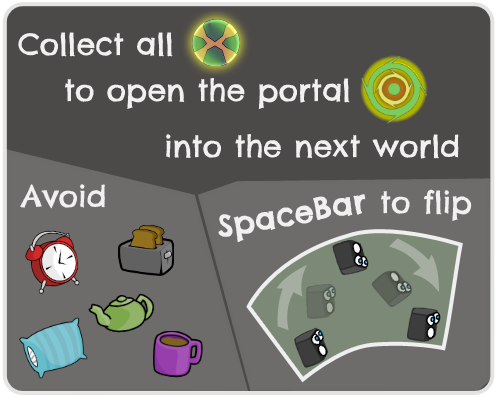 Collect all
to open the portal
into the next world
Avoid
SpaceBar to flip